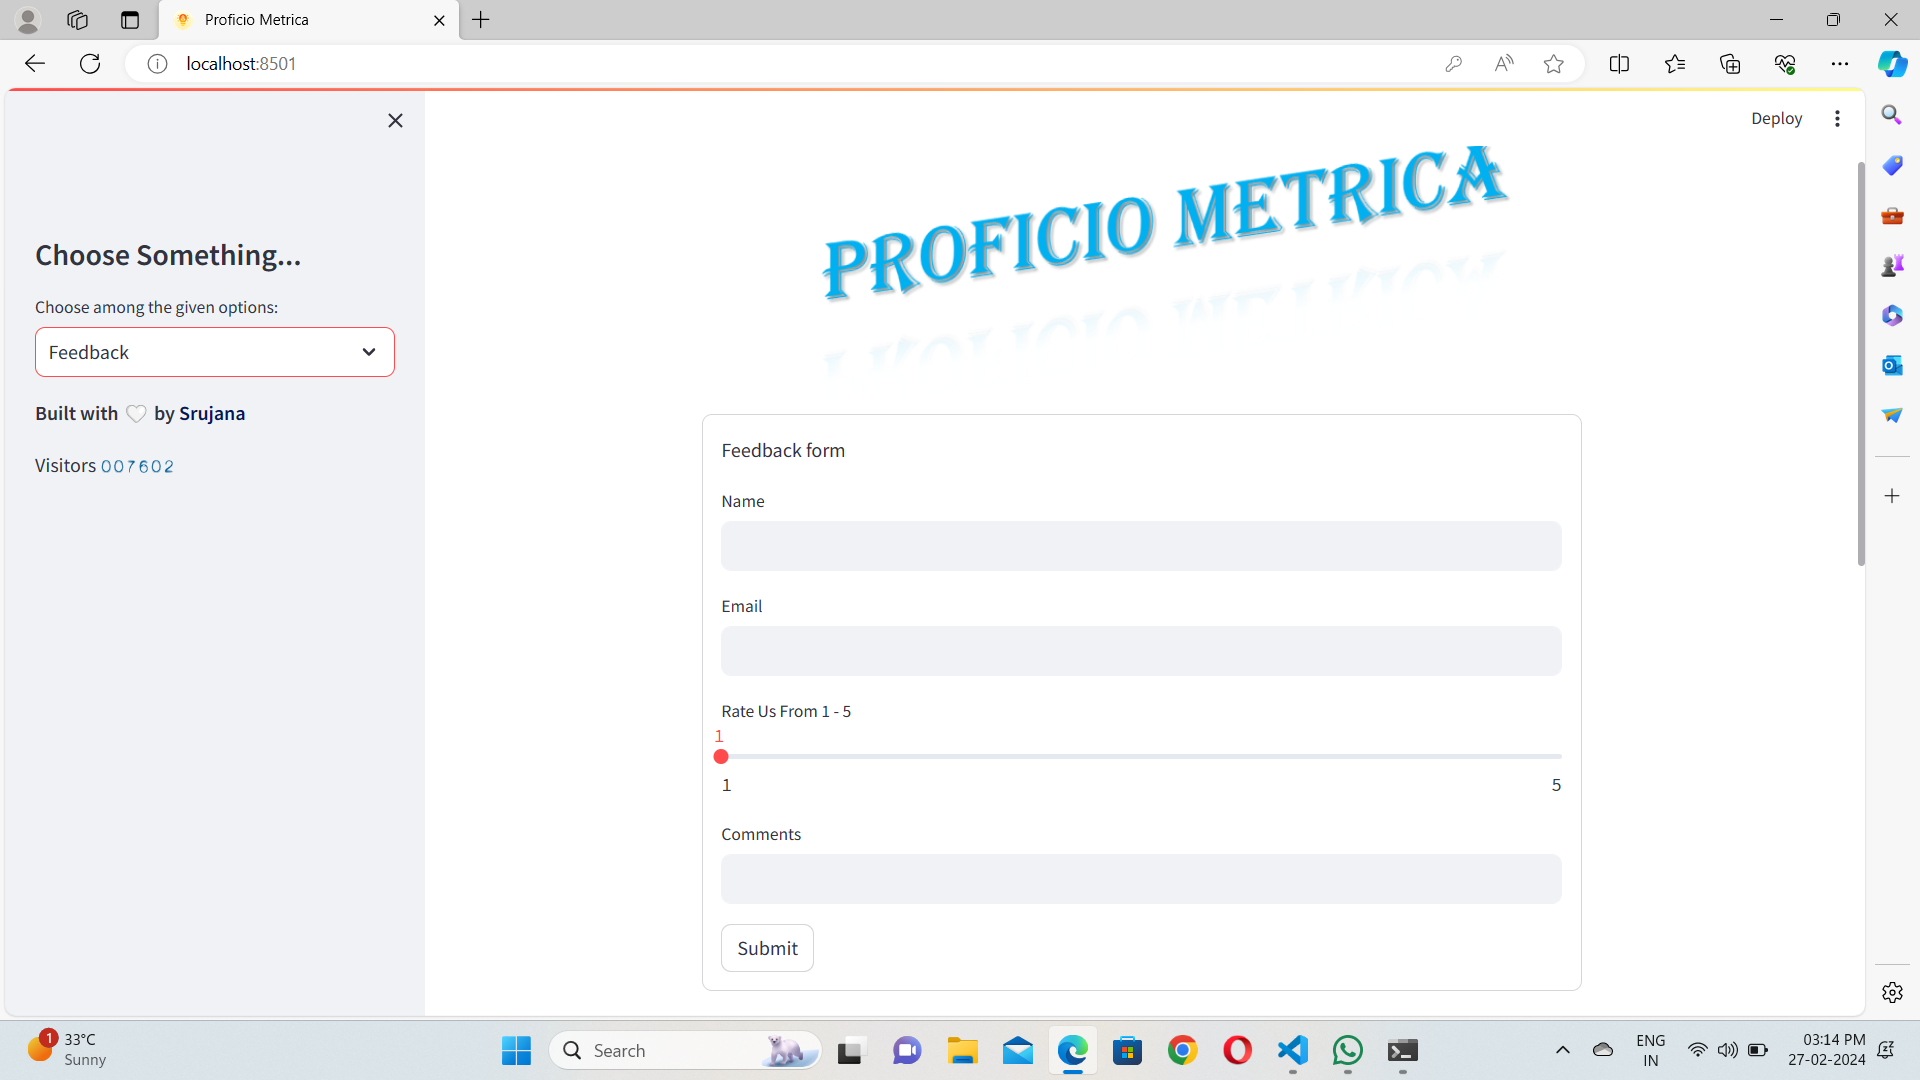 Proficio Metrica
localhost:8501
Deploy
PROFICIO METRICA
Choose Something...
Choose among the given options:
Feedback
Built with 🤍 by Srujana
Visitors 007602
Feedback form
Name
Email
Rate Us From 1 - 5
1
1
5
Comments
Submit
1
33°C
Sunny
Search
ENG
IN
03:14 PM
27-02-2024